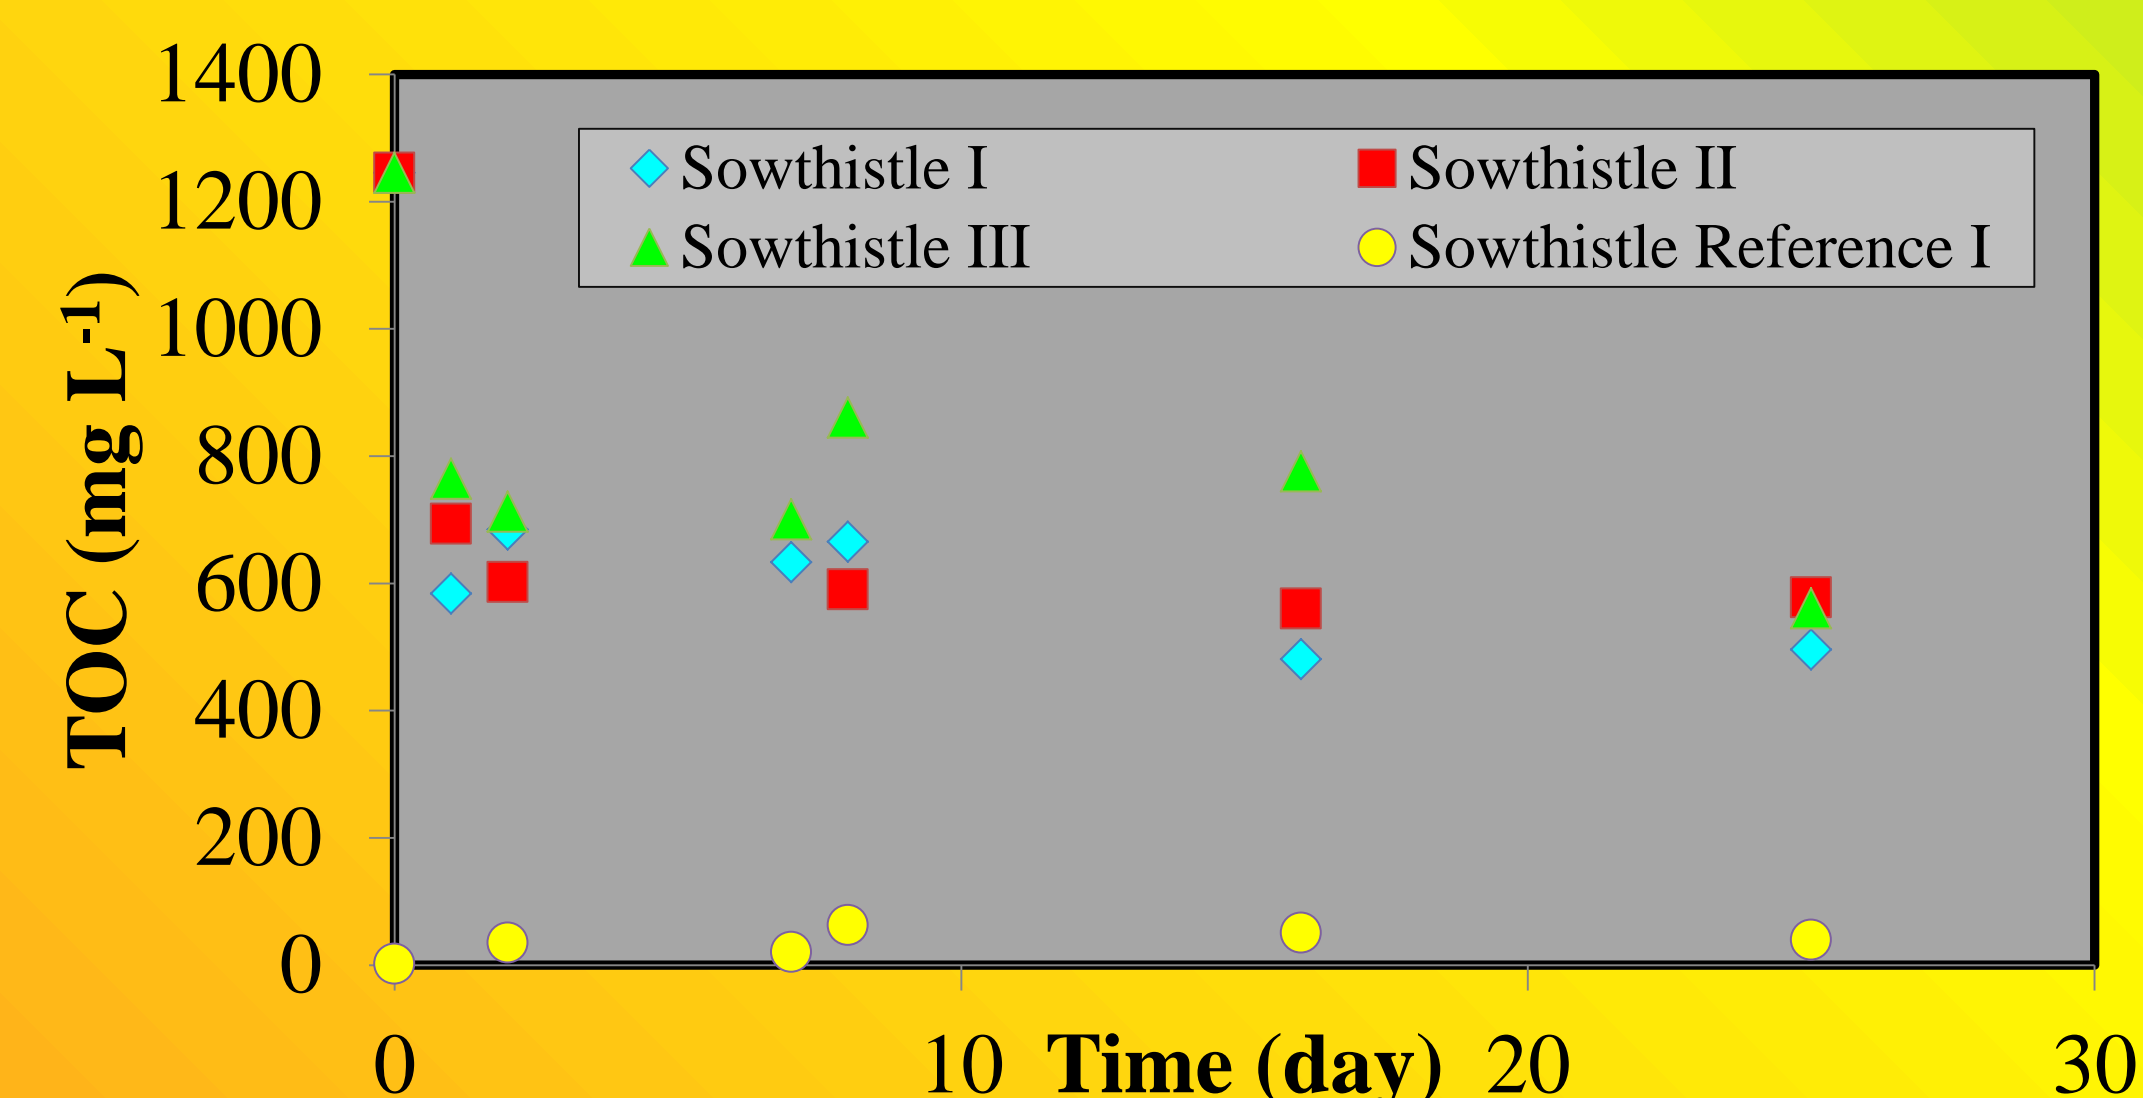 1400
1200
1000
800
600
400
200
0
TOC (mg L-1)
Sowthistle I
Sowthistle II
Sowthistle III
Sowthistle Reference I
0
10
Time (day)
20
30